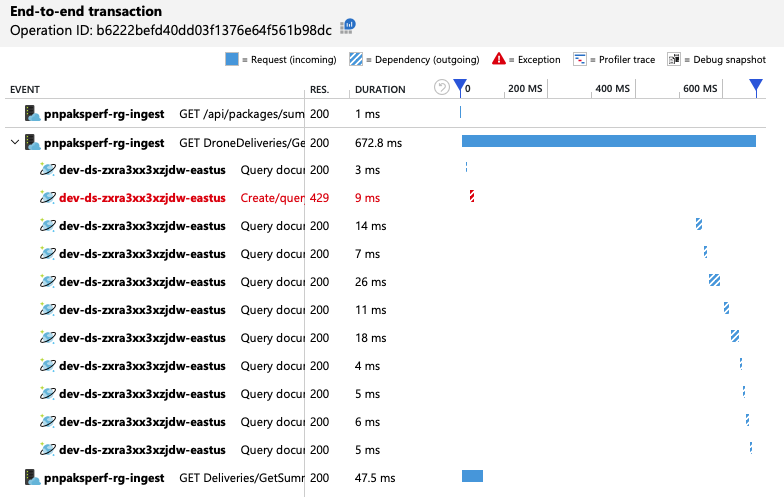 End-to-end transaction
Operation ID: b6222befd40dd03f1376e64f561b98dc
= Request (incoming) = Dependency (outgoing) = Exception = Profiler trace = Debug snapshot
EVENT RES. DURATION 0 200 MS 400 MS 600 MS
pnpaksperf-rg-ingest GET /api/packages/sum 200 1 ms
pnpaksperf-rg-ingest GET DroneDeliveries/Ge 200 672.8 ms
dev-ds-zxra3xx3xzjdw-eastus Query docu 200 3 ms
dev-ds-zxra3xx3xzjdw-eastus Create/query 429 9 ms
dev-ds-zxra3xx3xzjdw-eastus Query docu 200 14 ms
dev-ds-zxra3xx3xzjdw-eastus Query docu 200 7 ms
dev-ds-zxra3xx3xzjdw-eastus Query docu 200 26 ms
dev-ds-zxra3xx3xzjdw-eastus Query docu 200 11 ms
dev-ds-zxra3xx3xzjdw-eastus Query docu 200 18 ms
dev-ds-zxra3xx3xzjdw-eastus Query docu 200 4 ms
dev-ds-zxra3xx3xzjdw-eastus Query docu 200 5 ms
dev-ds-zxra3xx3xzjdw-eastus Query docu 200 6 ms
dev-ds-zxra3xx3xzjdw-eastus Query docu 200 5 ms
pnpaksperf-rg-ingest GET Deliveries/GetSumm 200 47.5 ms